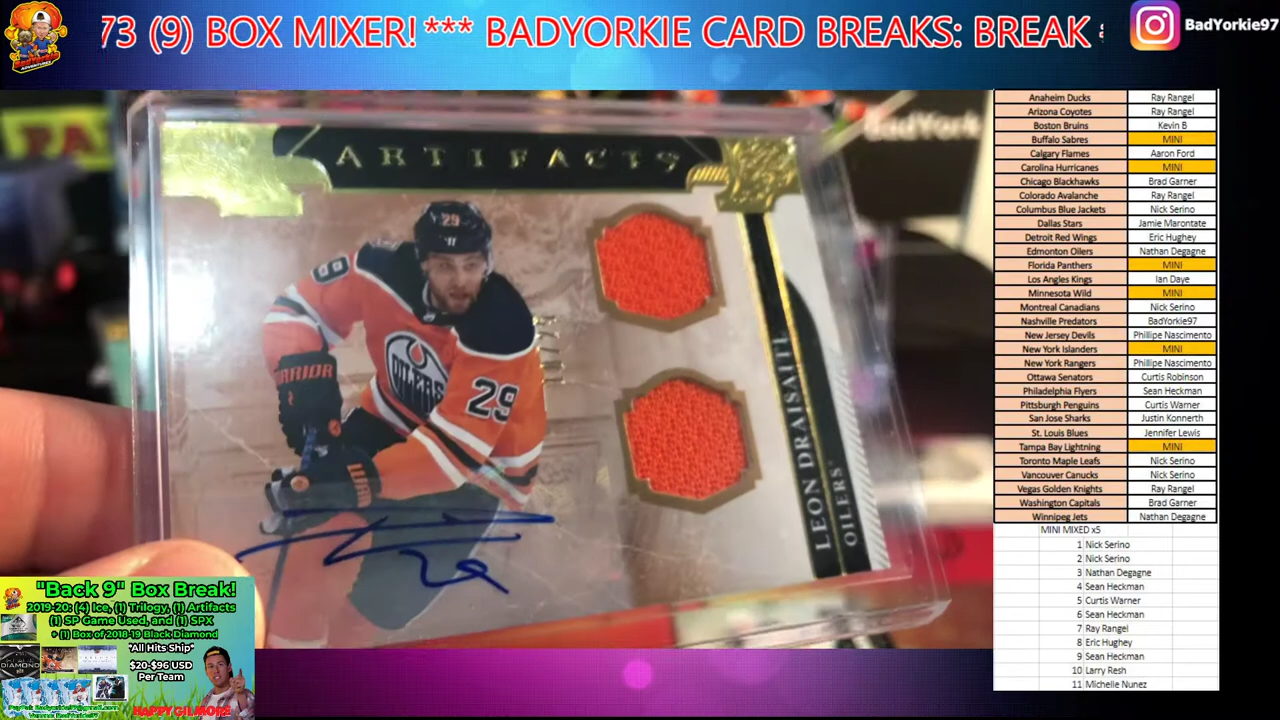 73 (9) BOX MIXER! *** BADYORKIE CARD BREAKS: BREAK
BadYorkie97
ARTIFACTS
29
OILERS
29
WARRIOR
LEON DRAISAITL
OILERS
BadYork
Anaheim Ducks Ray Rangel
Arizona Coyotes Ray Rangel
Boston Bruins Kevin B
Buffalo Sabres MINI
Calgary Flames Aaron Ford
Carolina Hurricanes MINI
Chicago Blackhawks Brad Garner
Colorado Avalanche Ray Rangel
Columbus Blue Jackets Nick Serino
Dallas Stars Jamie Marontate
Detroit Red Wings Eric Hughey
Edmonton Oilers Nathan Degagne
Florida Panthers MINI
Los Angles Kings Ian Daye
Minnesota Wild MINI
Montreal Canadians Nick Serino
Nashville Predators BadYorkie97
New Jersey Devils Phillipe Nascimento
New York Islanders MINI
New York Rangers Phillipe Nascimento
Ottawa Senators Curtis Robinson
Philadelphia Flyers Sean Heckman
Pittsburgh Penguins Curtis Warner
San Jose Sharks Justin Konnerth
St. Louis Blues Jennifer Lewis
Tampa Bay Lightning MINI
Toronto Maple Leafs Nick Serino
Vancouver Canucks Nick Serino
Vegas Golden Knights Ray Rangel
Washington Capitals Brad Garner
Winnipeg Jets Nathan Degagne
MINI MIXED x5
1 Nick Serino
2 Nick Serino
3 Nathan Degagne
4 Sean Heckman
5 Curtis Warner
6 Sean Heckman
7 Ray Rangel
8 Eric Hughey
9 Sean Heckman
10 Larry Resh
11 Michelle Nunez
"Back 9" Box Break!
2019-20: (4) Ice, (1) Trilogy, (1) Artifacts
(1) SP Game Used, and (1) SPX
+ (1) Box of 2018-19 Black Diamond
*All Hits Ship*
$20-$96 USD
Per Team
HAPPY GILMORE